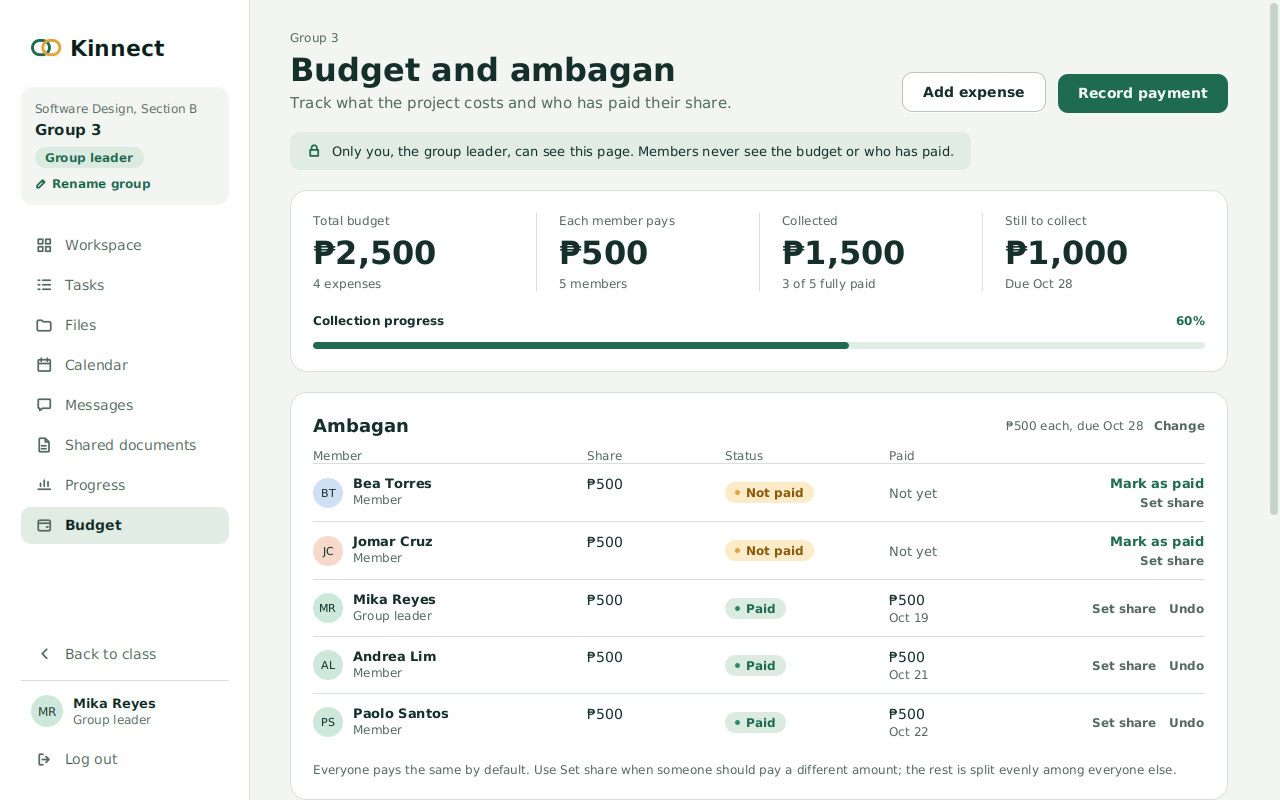 Kinnect
Software Design, Section B
Group 3
Group leader
Rename group
Workspace
Tasks
Files
Calendar
Messages
Shared documents
Progress
Budget
Back to class
MR
Mika Reyes
Group leader
Log out
Group 3
Budget and ambagan
Track what the project costs and who has paid their share.
Add expense
Record payment
Only you, the group leader, can see this page. Members never see the budget or who has paid.
Total budget
₱2,500
4 expenses
Each member pays
₱500
5 members
Collected
₱1,500
3 of 5 fully paid
Still to collect
₱1,000
Due Oct 28
Collection progress 60%
Ambagan
₱500 each, due Oct 28 Change
Member Share Status Paid
BT Bea Torres Member ₱500 Not paid Not yet Mark as paid Set share
JC Jomar Cruz Member ₱500 Not paid Not yet Mark as paid Set share
MR Mika Reyes Group leader ₱500 Paid ₱500 Oct 19 Set share Undo
AL Andrea Lim Member ₱500 Paid ₱500 Oct 21 Set share Undo
PS Paolo Santos Member ₱500 Paid ₱500 Oct 22 Set share Undo
Everyone pays the same by default. Use Set share when someone should pay a different amount; the rest is split evenly among everyone else.